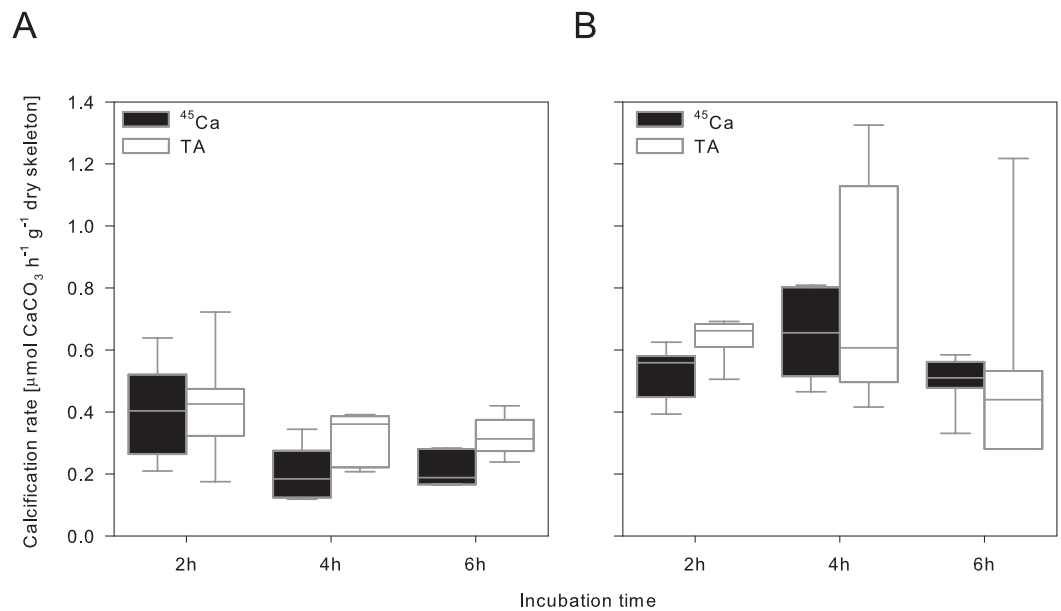 A
B
Calcification rate [µmol CaCO₃ h⁻¹ g⁻¹ dry skeleton]
1.4
1.2
1.0
0.8
0.6
0.4
0.2
0.0
⁴⁵Ca
TA
2h
4h
6h
⁴⁵Ca
TA
2h
4h
6h
Incubation time